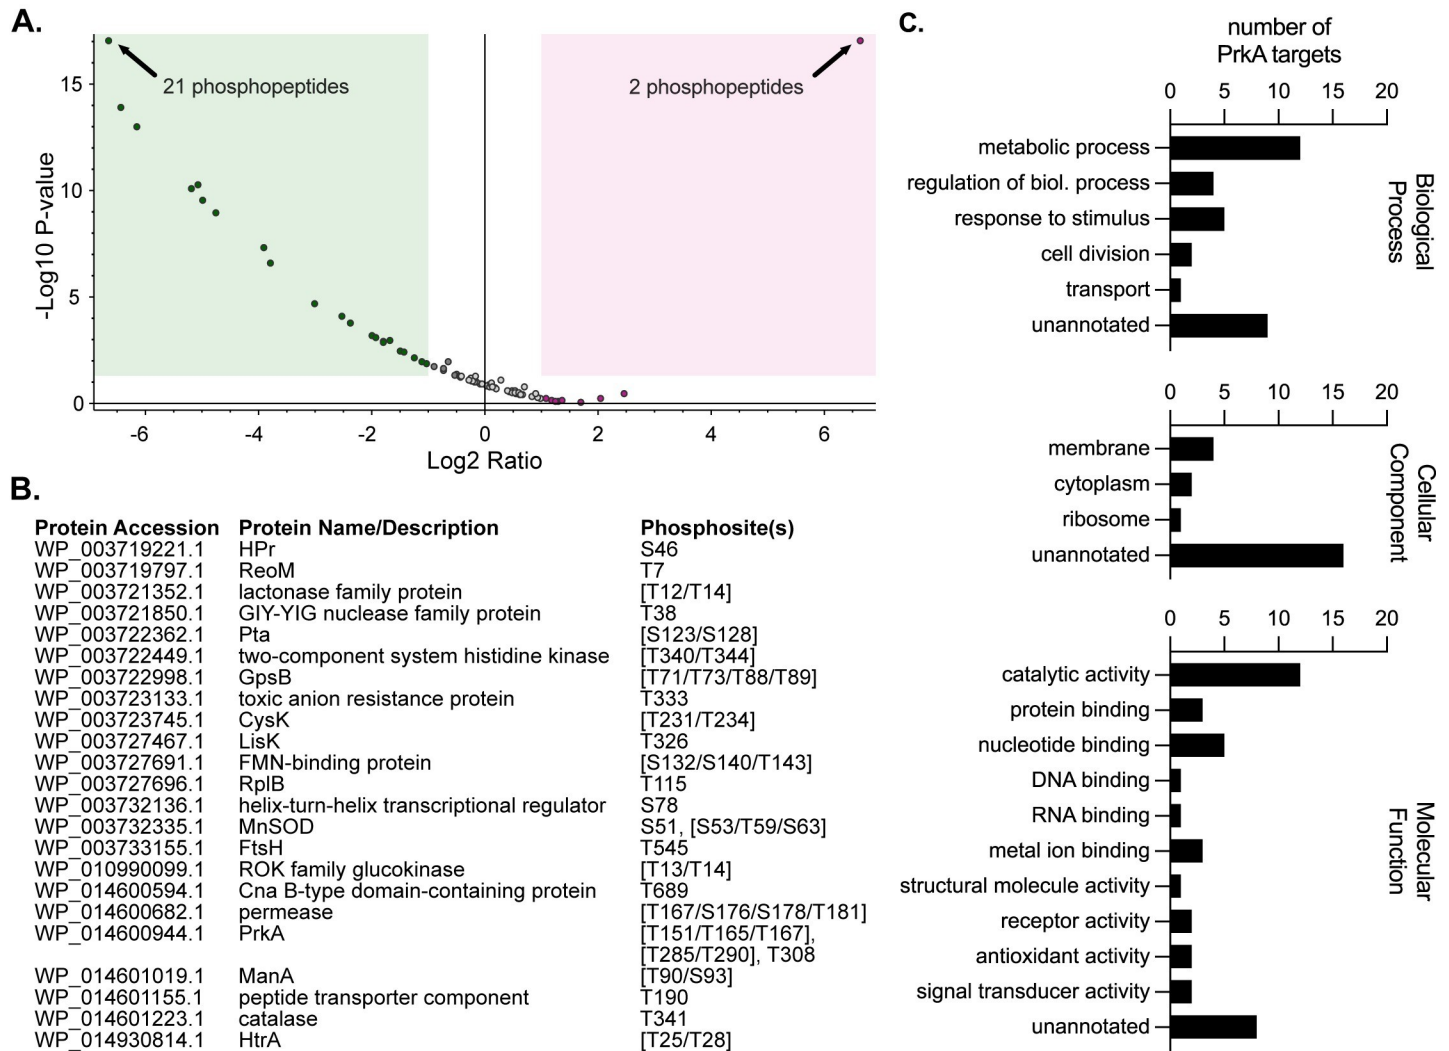 A.
21 phosphopeptides
2 phosphopeptides
15
10
5
0
-Log10 P-value
-6
-4
-2
0
2
4
6
Log2 Ratio
B.
Protein Accession Protein Name/Description Phosphosite(s)
WP_003719221.1 HPr S46
WP_003719797.1 ReoM T7
WP_003721352.1 lactonase family protein [T12/T14]
WP_003721850.1 GIY-YIG nuclease family protein T38
WP_003722362.1 Pta [S123/S128]
WP_003722449.1 two-component system histidine kinase [T340/T344]
WP_003722998.1 GpsB [T71/T73/T88/T89]
WP_003723133.1 toxic anion resistance protein T333
WP_003723745.1 CysK [T231/T234]
WP_003727467.1 LisK T326
WP_003727691.1 FMN-binding protein [S132/S140/T143]
WP_003727696.1 RplB T115
WP_003732136.1 helix-turn-helix transcriptional regulator S78
WP_003732335.1 MnSOD S51, [S53/T59/S63]
WP_003733155.1 FtsH T545
WP_010990099.1 ROK family glucokinase [T13/T14]
WP_014600594.1 Cna B-type domain-containing protein T689
WP_014600682.1 permease [T167/S176/S178/T181]
WP_014600944.1 PrkA [T151/T165/T167],
[T285/T290], T308
WP_014601019.1 ManA [T90/S93]
WP_014601155.1 peptide transporter component T190
WP_014601223.1 catalase T341
WP_014930814.1 HtrA [T25/T28]
C.
number of
PrkA targets
0 5 10 15 20
metabolic process
regulation of biol. process
response to stimulus
cell division
transport
unannotated
Biological
Process
0 5 10 15 20
membrane
cytoplasm
ribosome
unannotated
Cellular
Component
0 5 10 15 20
catalytic activity
protein binding
nucleotide binding
DNA binding
RNA binding
metal ion binding
structural molecule activity
receptor activity
antioxidant activity
signal transducer activity
unannotated
Molecular
Function